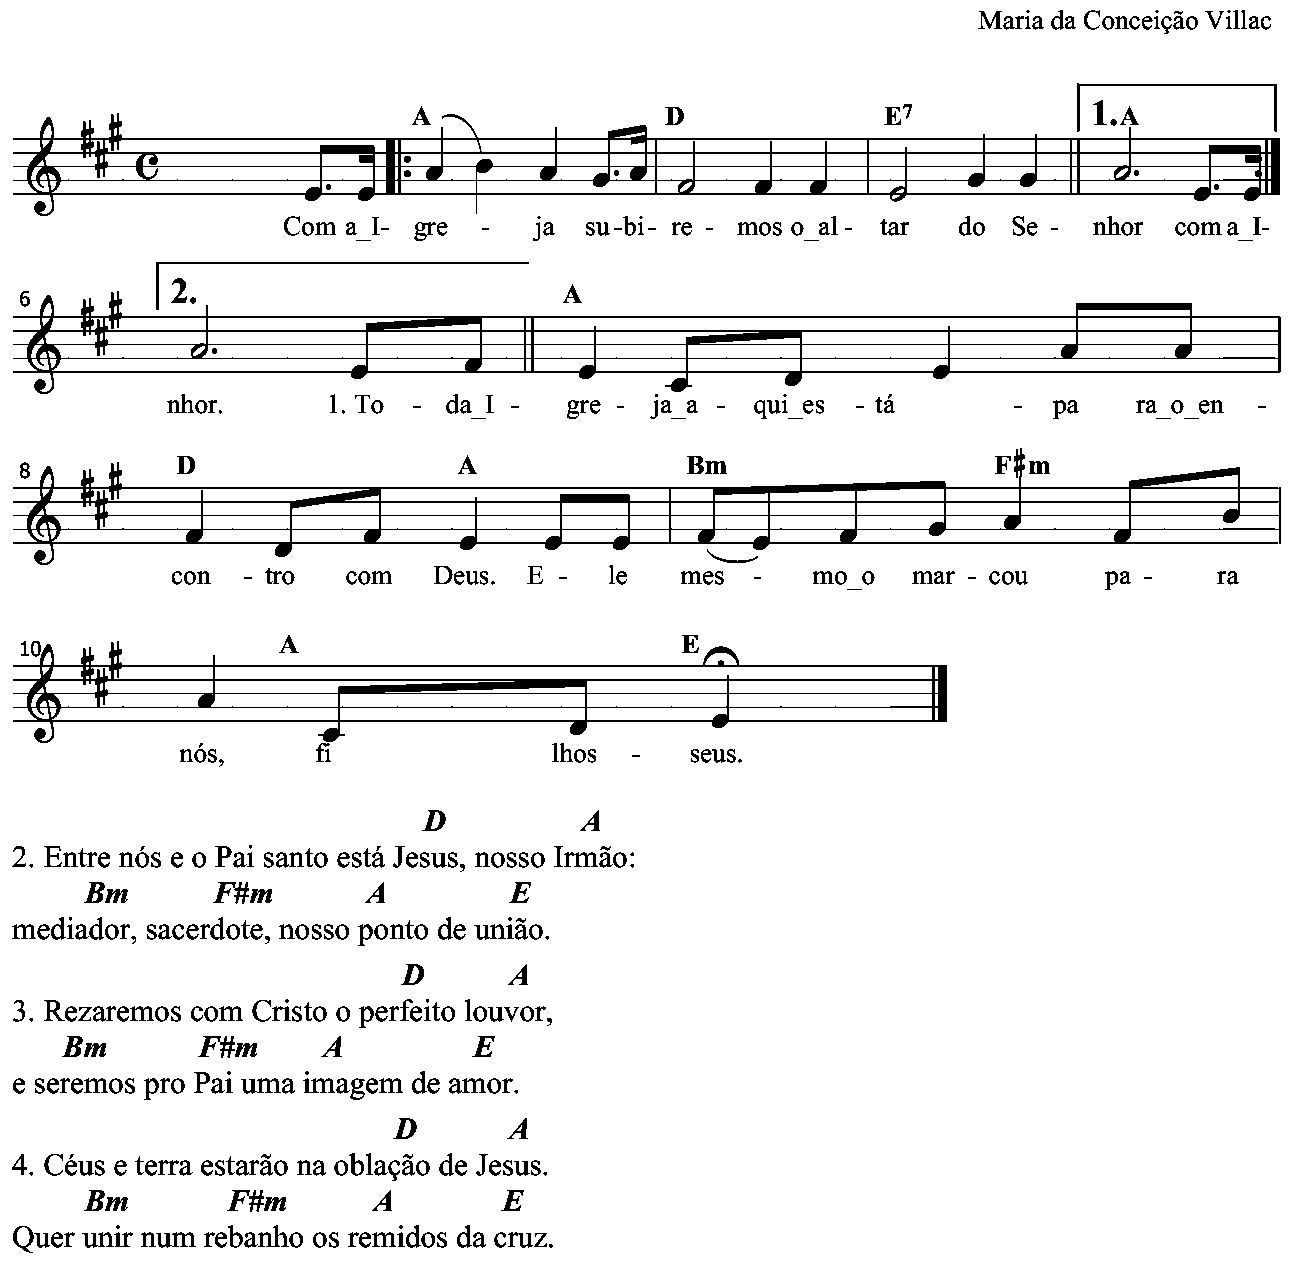 Maria da Conceição Villac
A D E7 1. A
Com a_I- gre - ja su-bi- re - mos o_al- tar do Se - nhor com a_I-
6 2. A
nhor. 1. To - da_I - gre - ja_a - qui_es - tá - pa ra_o_en -
8 D A Bm F#m
con - tro com Deus. E - le mes - mo_o mar - cou pa - ra
10 A E
nós, fi lhos - seus.
D A
2. Entre nós e o Pai santo está Jesus, nosso Irmão:
Bm F#m A E
mediador, sacerdote, nosso ponto de união.
D A
3. Rezaremos com Cristo o perfeito louvor,
Bm F#m A E
e seremos pro Pai uma imagem de amor.
D A
4. Céus e terra estarão na oblação de Jesus.
Bm F#m A E
Quer unir num rebanho os remidos da cruz.